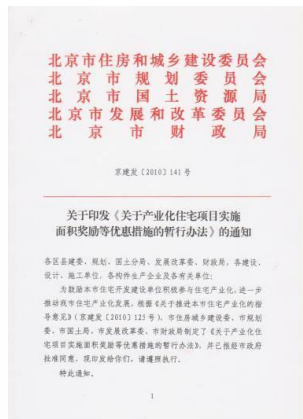 北京市住房和城乡建设委员会
北京市规划委员会
北京市国土资源局
北京市发展和改革委员会
北京市财政局
京建发〔2010〕141号
关于印发《关于产业化住宅项目实施
面积奖励等优惠措施的暂行办法》的通知
各区县建委、规划、国土分局、发展改革委、财政局，各建设、
设计、施工单位，各构件生产企业及各有关单位：
为鼓励本市住宅开发建设单位积极参与住宅产业化，进一步
推动我市住宅产业化发展，根据《关于推进本市住宅产业化的指
导意见》（京建发〔2010〕125号），市住房城乡建设委、市规划
委、市国土局、市发展改革委、市财政局制定了《关于产业化住
宅项目实施面积奖励等优惠措施的暂行办法》，并已报经市政府
批准同意，现印发给你们，请遵照执行。
特此通知。
1